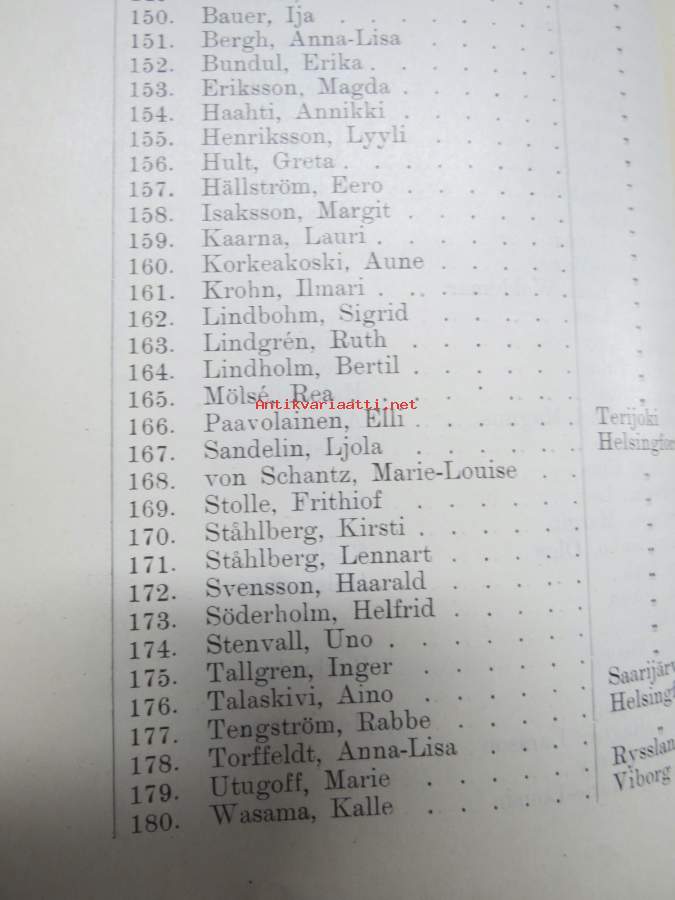 150. Bauer, Ija . . . . . . . "
151. Bergh, Anna-Lisa . . . . . "
152. Bundul, Erika . . . . . . "
153. Eriksson, Magda . . . . . "
154. Haahti, Annikki . . . . . "
155. Henriksson, Lyyli . . . . . "
156. Hult, Greta . . . . . . . "
157. Hällström, Eero . . . . . "
158. Isaksson, Margit . . . . . "
159. Kaarna, Lauri . . . . . . "
160. Korkeakoski, Aune . . . . "
161. Krohn, Ilmari . . . . . . "
162. Lindbohm, Sigrid . . . . . "
163. Lindgrén, Ruth . . . . . "
164. Lindholm, Bertil . . . . . "
165. Mölsé, Rea . . . . . . "
Antikvariaatti.net
166. Paavolainen, Elli . . . . . Terijoki
167. Sandelin, Ljola . . . . . . Helsingfors
168. von Schantz, Marie-Louise . . "
169. Stolle, Frithiof . . . . . "
170. Ståhlberg, Kirsti . . . . . "
171. Ståhlberg, Lennart . . . . "
172. Svensson, Haarald . . . . "
173. Söderholm, Helfrid . . . . "
174. Stenvall, Uno . . . . . . "
175. Tallgren, Inger . . . . . Saarijärv
176. Talaskivi, Aino . . . . . Helsingf
177. Tengström, Rabbe . . . . "
178. Torffeldt, Anna-Lisa . . . . Rysslan
179. Utugoff, Marie . . . . . Viborg
180. Wasama, Kalle . . . . . .